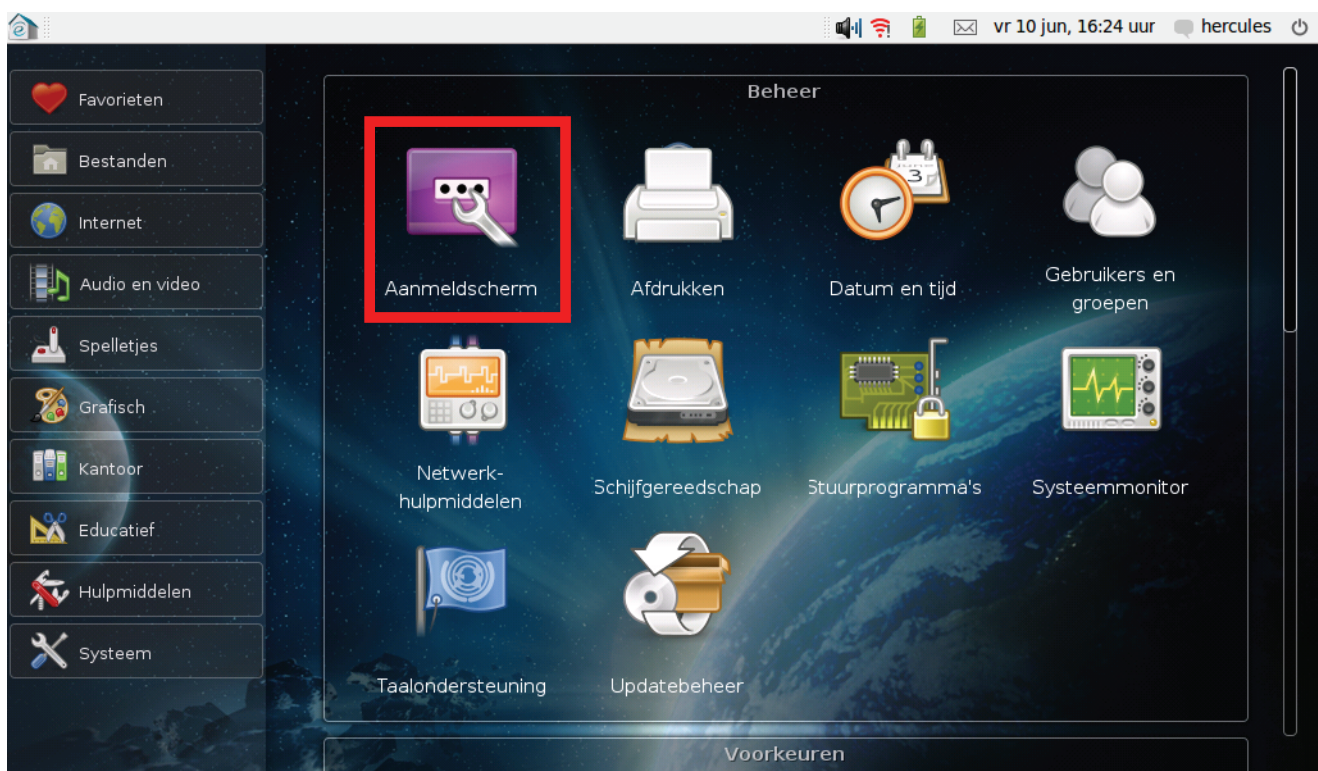 vr 10 jun, 16:24 uur hercules
Favorieten
Bestanden
Internet
Audio en video
Spelletjes
Grafisch
Kantoor
Educatief
Hulpmiddelen
Systeem
Beheer
Aanmeldscherm
Afdrukken
Datum en tijd
Gebruikers en
groepen
Netwerk-
hulpmiddelen
Schijfgereedschap
Stuurprogramma's
Systeemmonitor
Taalondersteuning
Updatebeheer
Voorkeuren